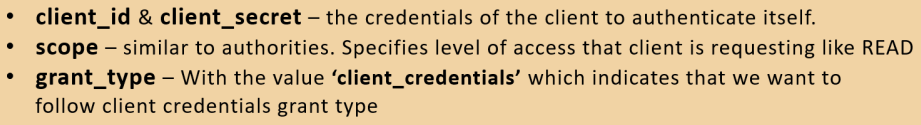 • client_id & client_secret – the credentials of the client to authenticate itself.
• scope – similar to authorities. Specifies level of access that client is requesting like READ
• grant_type – With the value ‘client_credentials’ which indicates that we want to
follow client credentials grant type